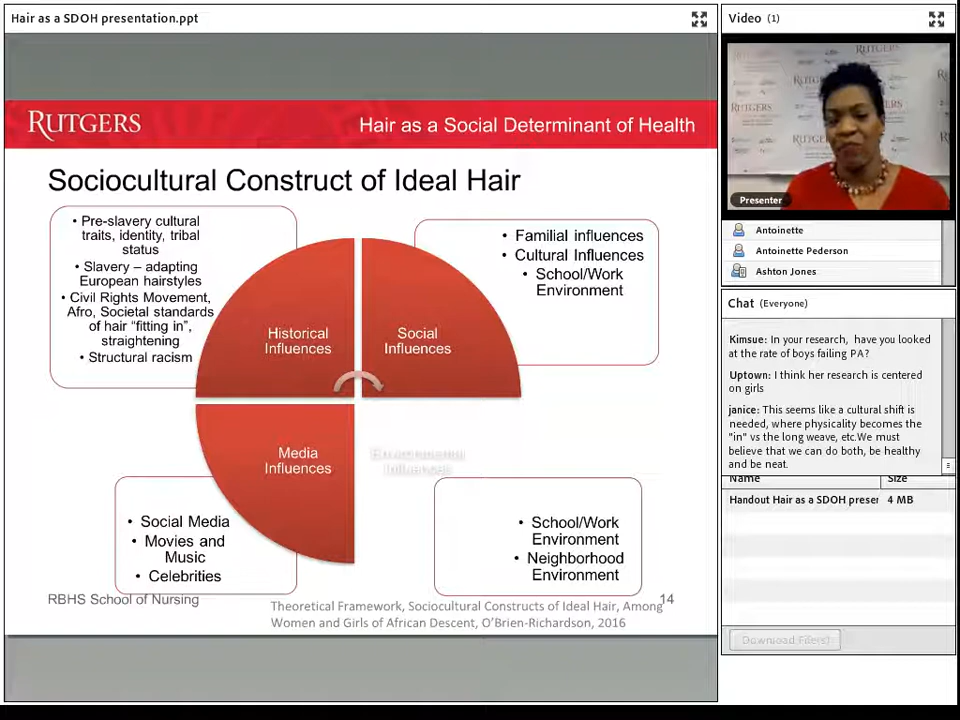 Hair as a SDOH presentation.ppt
RUTGERS
Hair as a Social Determinant of Health
Sociocultural Construct of Ideal Hair
• Pre-slavery cultural
traits, identity, tribal
status
• Slavery – adapting
European hairstyles
• Civil Rights Movement,
Afro, Societal standards
of hair “fitting in”,
straightening
• Structural racism
• Familial influences
• Cultural Influences
• School/Work
Environment
Historical
Influences
Social
Influences
Media
Influences
Environmental
Influences
• Social Media
• Movies and
Music
• Celebrities
• School/Work
Environment
• Neighborhood
Environment
RBHS School of Nursing
Theoretical Framework, Sociocultural Constructs of Ideal Hair, Among
Women and Girls of African Descent, O’Brien-Richardson, 2016
14
Video (1)
RUTGERS
RUTGERS
Presenter
Antoinette
Antoinette Pederson
Ashton Jones
Chat (Everyone)
Kimsue: In your research, have you looked
at the rate of boys failing PA?
Uptown: I think her research is centered
on girls
janice: This seems like a cultural shift is
needed, where physicality becomes the
"in" vs the long weave, etc.We must
believe that we can do both, be healthy
and be neat.
Name Size
Handout Hair as a SDOH preser 4 MB
Download File(s)